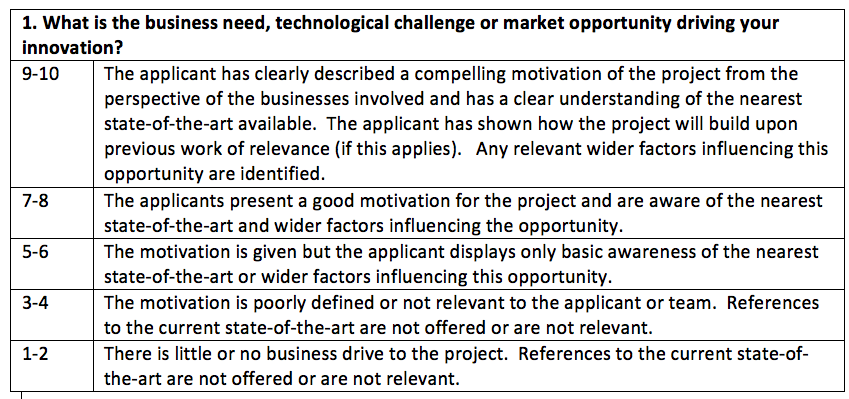 1. What is the business need, technological challenge or market opportunity driving your
innovation?
9-10 The applicant has clearly described a compelling motivation of the project from the
perspective of the businesses involved and has a clear understanding of the nearest
state-of-the-art available.  The applicant has shown how the project will build upon
previous work of relevance (if this applies).   Any relevant wider factors influencing this
opportunity are identified.
7-8 The applicants present a good motivation for the project and are aware of the nearest
state-of-the-art and wider factors influencing the opportunity.
5-6 The motivation is given but the applicant displays only basic awareness of the nearest
state-of-the-art or wider factors influencing this opportunity.
3-4 The motivation is poorly defined or not relevant to the applicant or team.  References
to the current state-of-the-art are not offered or are not relevant.
1-2 There is little or no business drive to the project.  References to the current state-of-
the-art are not offered or are not relevant.